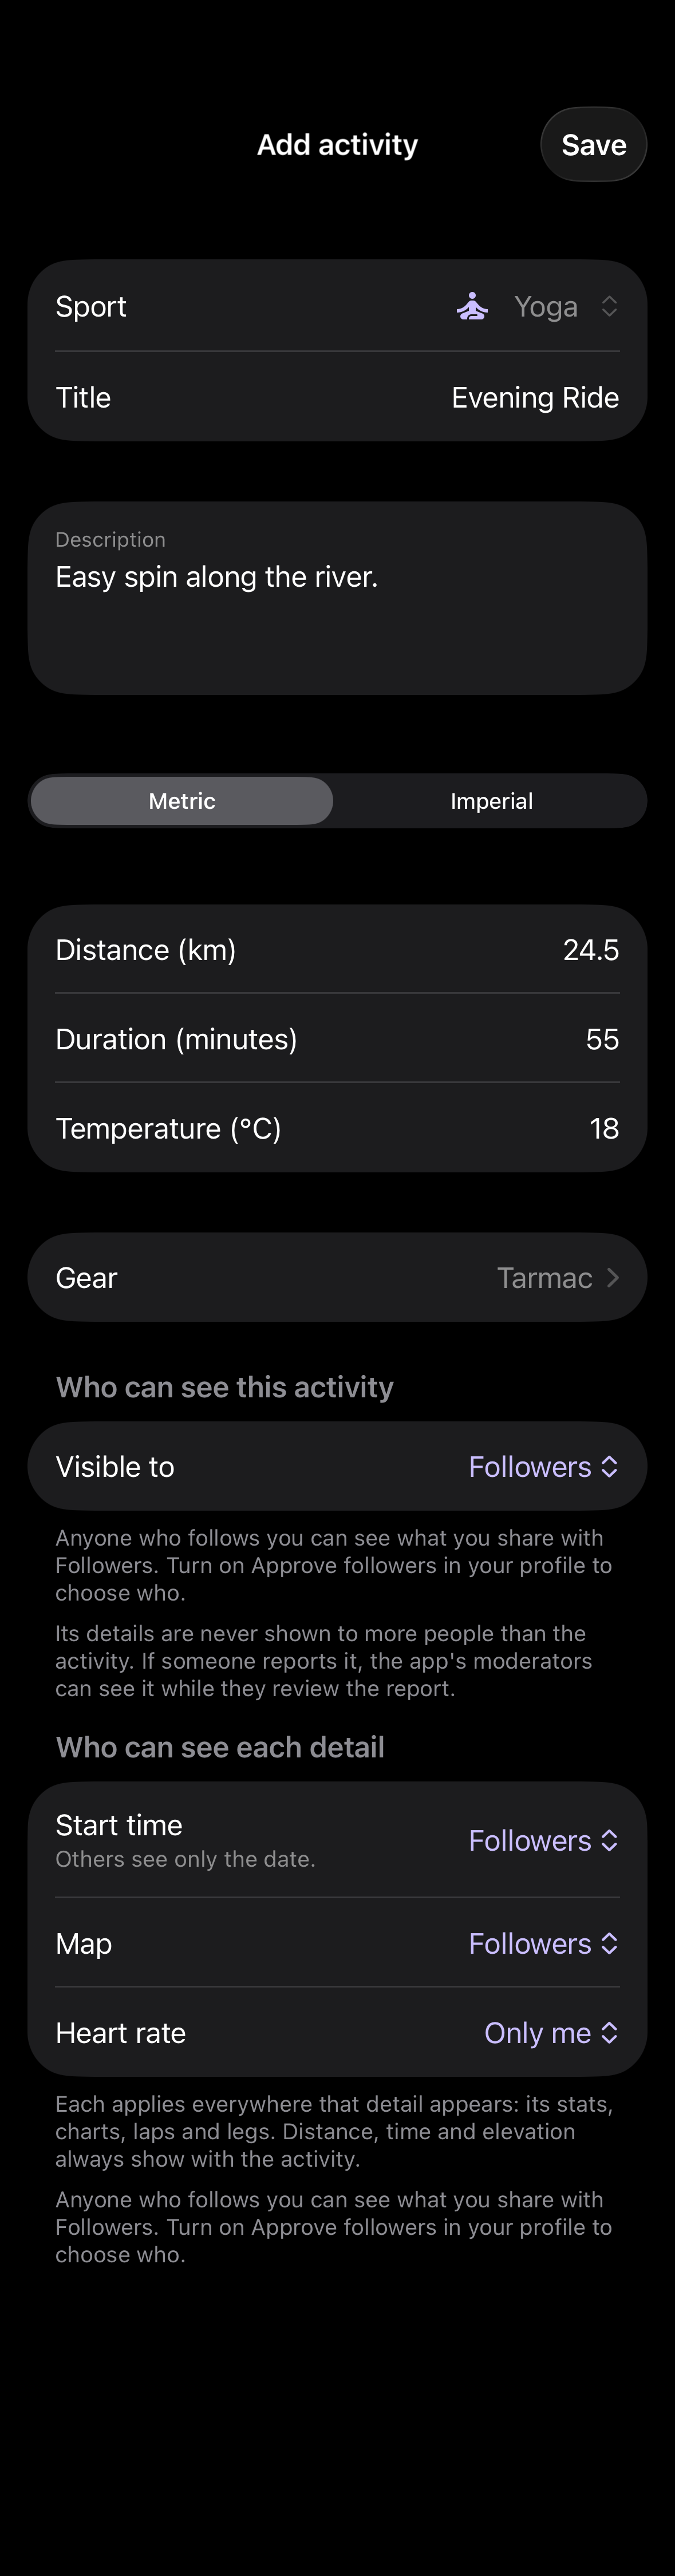 Add activity
Save
Sport
Yoga
Title
Evening Ride
Description
Easy spin along the river.
Metric
Imperial
Distance (km)
24.5
Duration (minutes)
55
Temperature (°C)
18
Gear
Tarmac
Who can see this activity
Visible to
Followers
Anyone who follows you can see what you share with
Followers. Turn on Approve followers in your profile to
choose who.
Its details are never shown to more people than the
activity. If someone reports it, the app's moderators
can see it while they review the report.
Who can see each detail
Start time
Others see only the date.
Followers
Map
Followers
Heart rate
Only me
Each applies everywhere that detail appears: its stats,
charts, laps and legs. Distance, time and elevation
always show with the activity.
Anyone who follows you can see what you share with
Followers. Turn on Approve followers in your profile to
choose who.